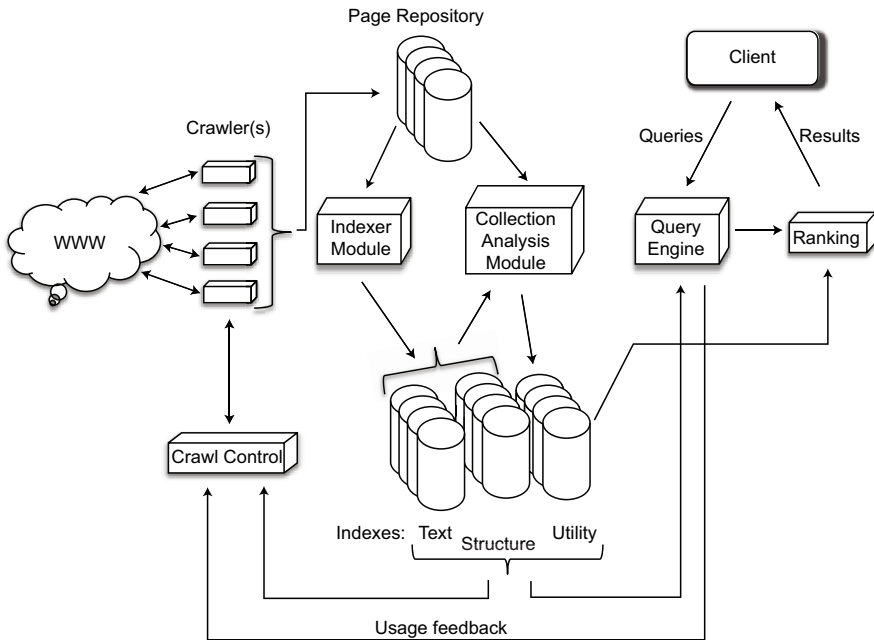 Page Repository
Client
Crawler(s)
Queries
Results
WWW
Indexer
Module
Collection
Analysis
Module
Query
Engine
Ranking
Crawl Control
Indexes: Text
Structure
Utility
Usage feedback